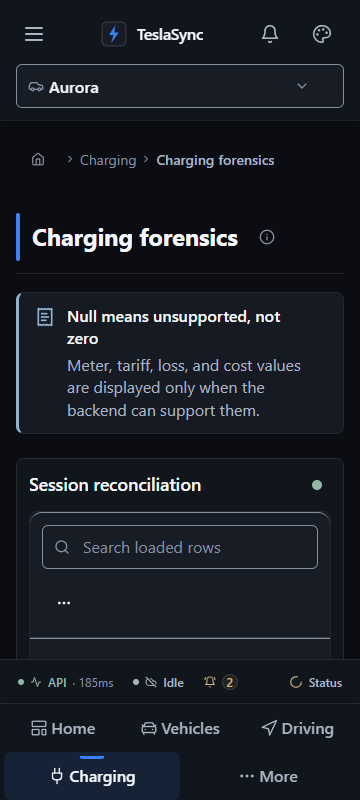 TeslaSync
Aurora
Charging
Charging forensics
Charging forensics
Null means unsupported, not
zero
Meter, tariff, loss, and cost values
are displayed only when the
backend can support them.
Session reconciliation
Search loaded rows
API · 185ms
Idle
2
Status
Home
Vehicles
Driving
Charging
More